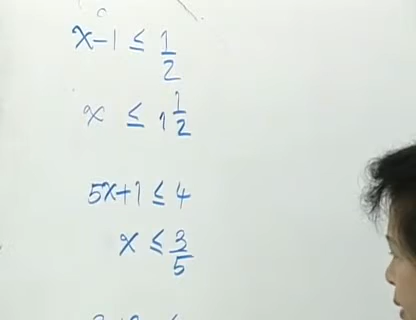 x-1 ≤ 1/2
x ≤ 1 1/2
5x+1 ≤ 4
x ≤ 3/5